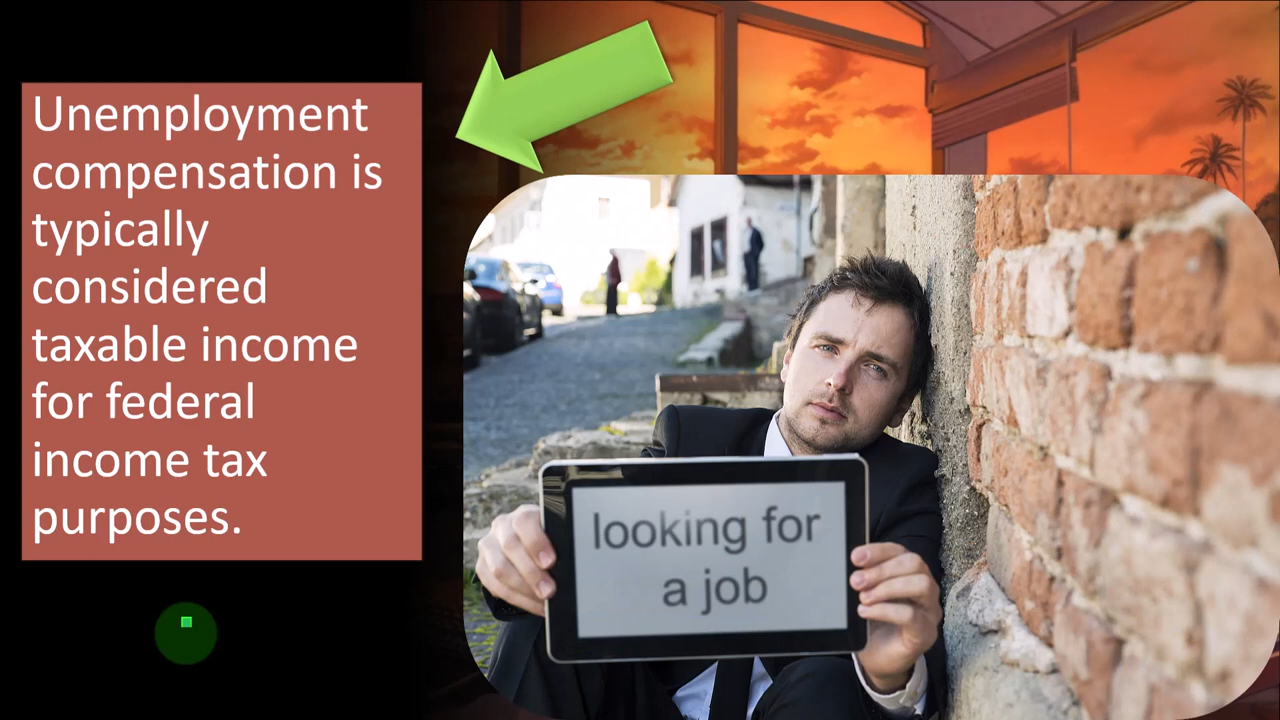 Unemployment
compensation is
typically
considered
taxable income
for federal
income tax
purposes.
looking for
a job